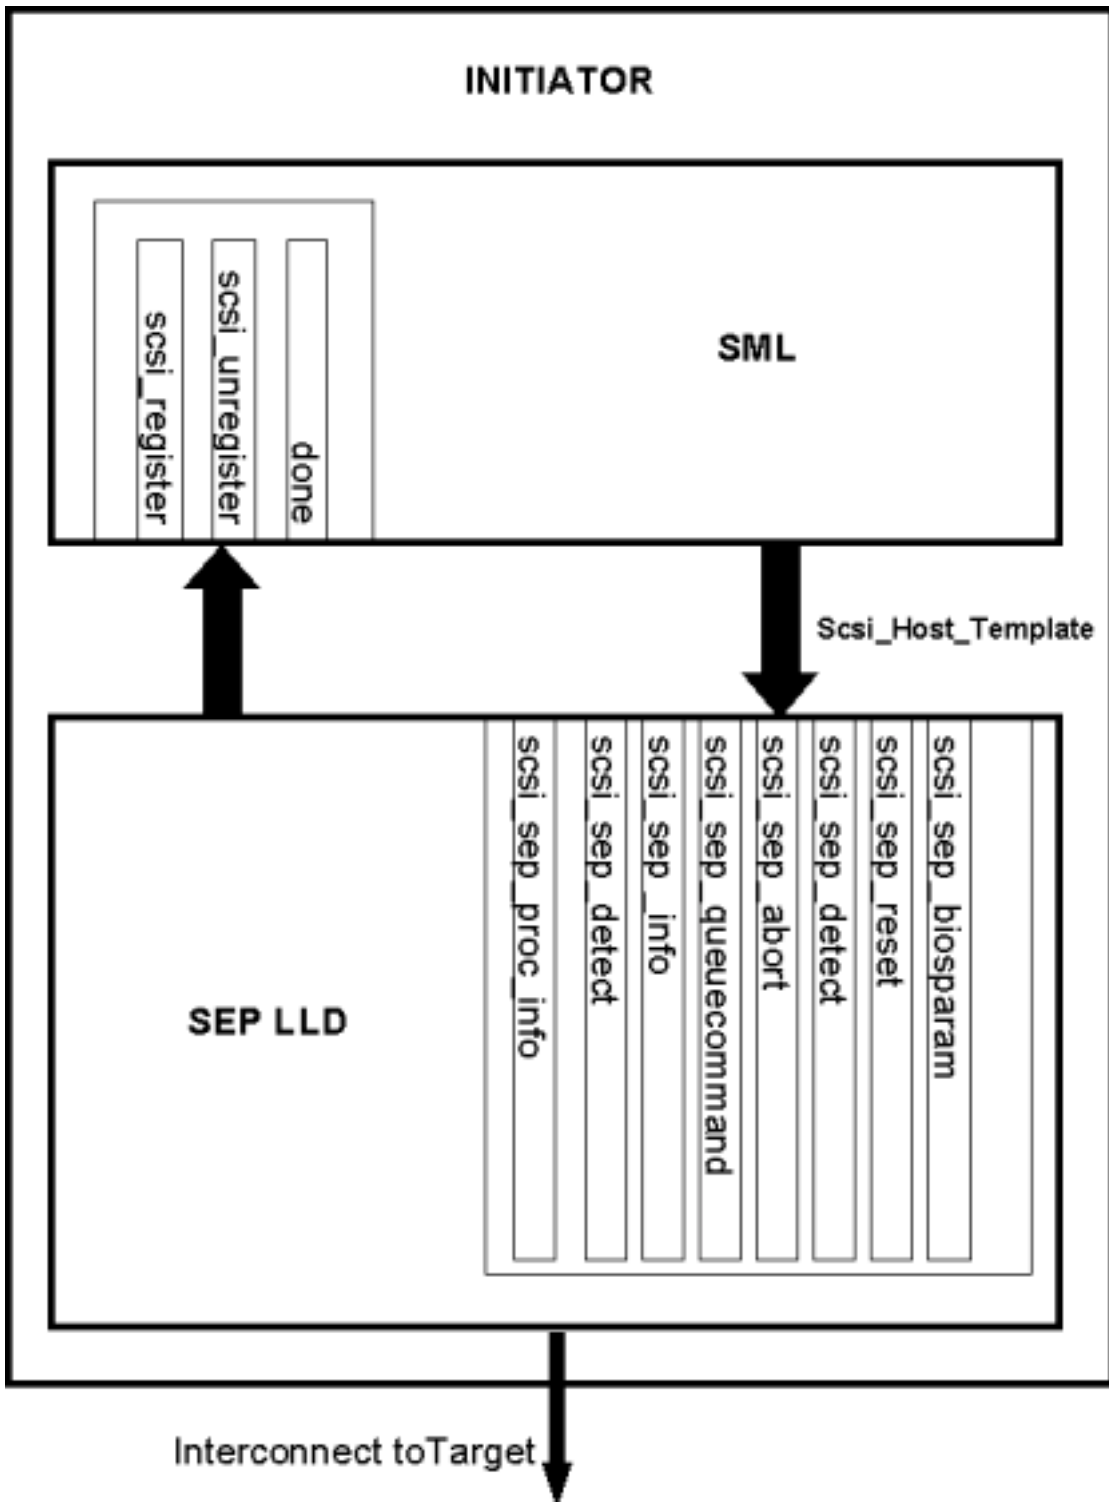 INITIATOR
scsi_register
scsi_unregister
done
SML
Scsi_Host_Template
SEP LLD
scsi_sep_proc_info
scsi_sep_detect
scsi_sep_info
scsi_sep_queuecommand
scsi_sep_abort
scsi_sep_detect
scsi_sep_reset
scsi_sep_biosparam
Interconnect toTarget